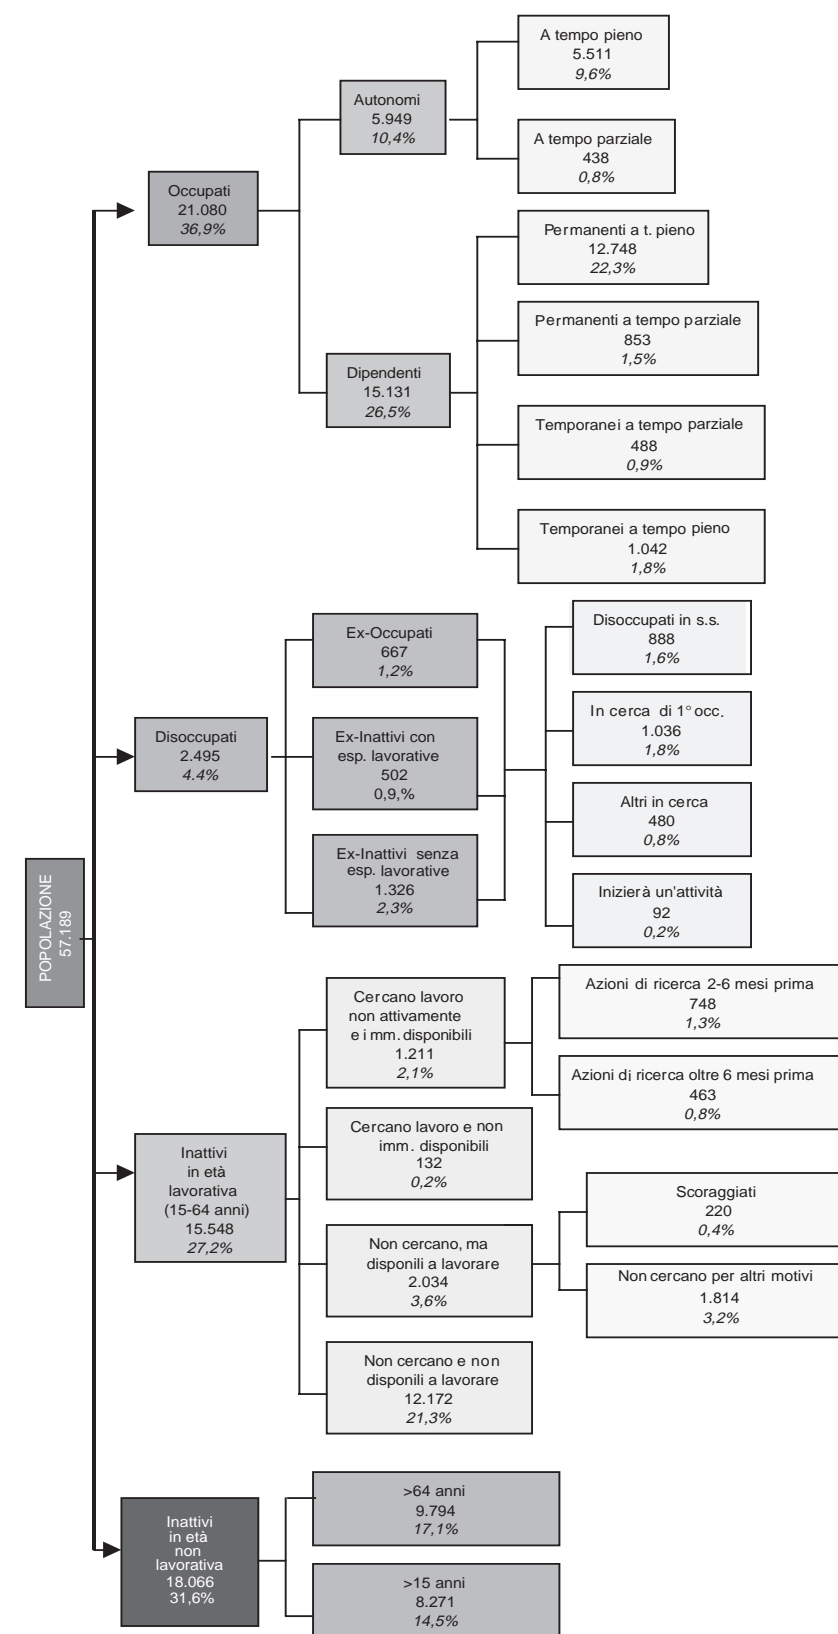 POPOLAZIONE
57.189
Occupati
21.080
36,9%
Autonomi
5.949
10,4%
A tempo pieno
5.511
9,6%
A tempo parziale
438
0,8%
Dipendenti
15.131
26,5%
Permanenti a t. pieno
12.748
22,3%
Permanenti a tempo parziale
853
1,5%
Temporanei a tempo parziale
488
0,9%
Temporanei a tempo pieno
1.042
1,8%
Disoccupati
2.495
4.4%
Ex-Occupati
667
1,2%
Ex-Inattivi con
esp. lavorative
502
0,9,%
Ex-Inattivi senza
esp. lavorative
1.326
2,3%
Disoccupati in s.s.
888
1,6%
In cerca di 1° occ.
1.036
1,8%
Altri in cerca
480
0,8%
Inizierà un'attività
92
0,2%
Inattivi
in età
lavorativa
(15-64 anni)
15.548
27,2%
Cercano lavoro
non attivamente
e imm. disponibili
1.211
2,1%
Azioni di ricerca 2-6 mesi prima
748
1,3%
Azioni di ricerca oltre 6 mesi prima
463
0,8%
Cercano lavoro e non
imm. disponibili
132
0,2%
Non cercano, ma
disponili a lavorare
2.034
3,6%
Scoraggiati
220
0,4%
Non cercano per altri motivi
1.814
3,2%
Non cercano e non
disponili a lavorare
12.172
21,3%
Inattivi
in età
non
lavorativa
18.066
31,6%
>64 anni
9.794
17,1%
>15 anni
8.271
14,5%